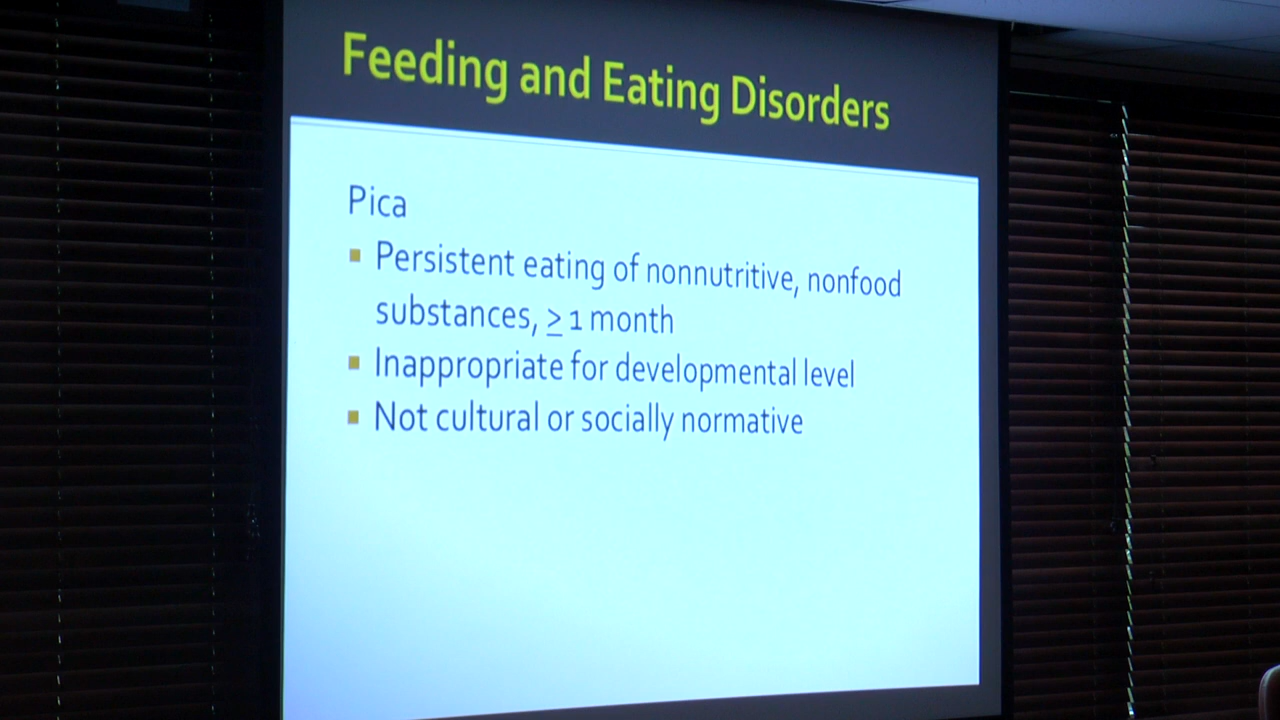 Feeding and Eating Disorders
Pica
▪ Persistent eating of nonnutritive, nonfood
substances, ≥ 1 month
▪ Inappropriate for developmental level
▪ Not cultural or socially normative